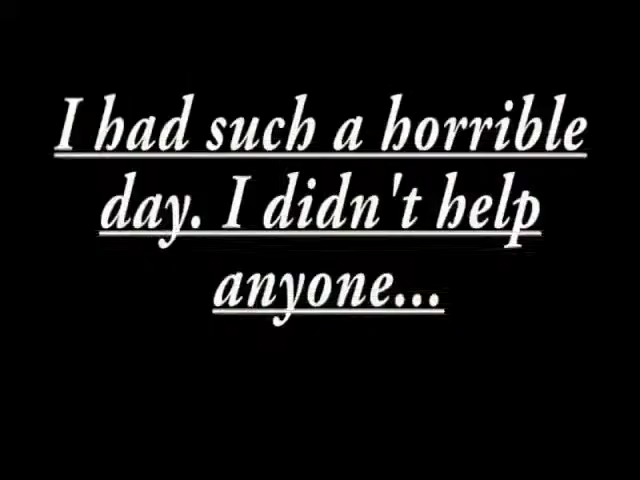 I had such a horrible
day. I didn't help
anyone...